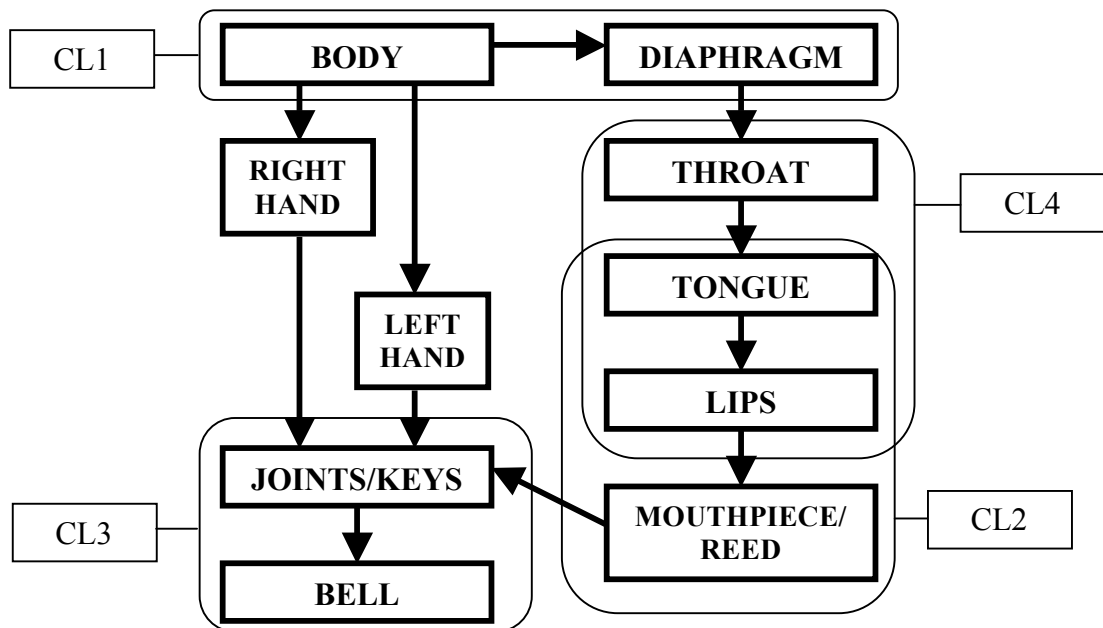 CL1
BODY
DIAPHRAGM
RIGHT
HAND
THROAT
CL4
TONGUE
LEFT
HAND
LIPS
JOINTS/KEYS
MOUTHPIECE/
REED
CL2
CL3
BELL